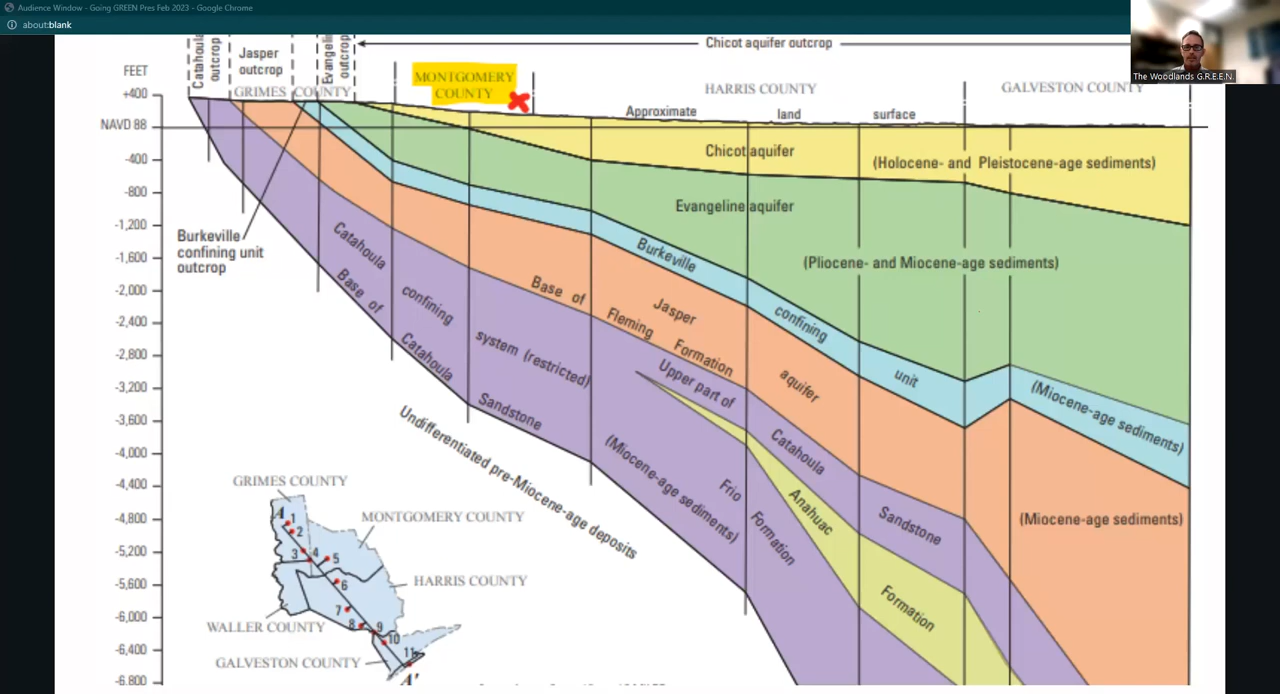 Audience Window - Going GREEN Pres Feb 2023 - Google Chrome
about:blank
The Woodlands G.R.E.E.N.
Catahoula outcrop
Jasper
outcrop
outcrop
Chicot aquifer outcrop
FEET
GRIMES COUNTY
MONTGOMERY
COUNTY
HARRIS COUNTY
GALVESTON COUNTY
+400
NAVD 88
-400
-800
-1,200
-1,600
-2,000
-2,400
-2,800
-3,200
-3,600
-4,000
-4,400
-4,800
-5,200
-5,600
-6,000
-6,400
-6,800
Approximate land surface
Chicot aquifer
(Holocene- and Pleistocene-age sediments)
Evangeline aquifer
(Pliocene- and Miocene-age sediments)
Burkeville
confining unit
outcrop
Burkeville confining unit
(Miocene-age sediments)
Jasper aquifer
(Miocene-age sediments)
Base of Fleming Formation
Catahoula confining system (restricted)
Base of Catahoula Sandstone
Upper part of Catahoula Sandstone
(Miocene-age sediments)
Frio Formation
Anahuac Formation
Undifferentiated pre-Miocene-age deposits
GRIMES COUNTY
MONTGOMERY COUNTY
HARRIS COUNTY
WALLER COUNTY
GALVESTON COUNTY
A
1
2
3
4
5
6
7
8
9
10
11
A'